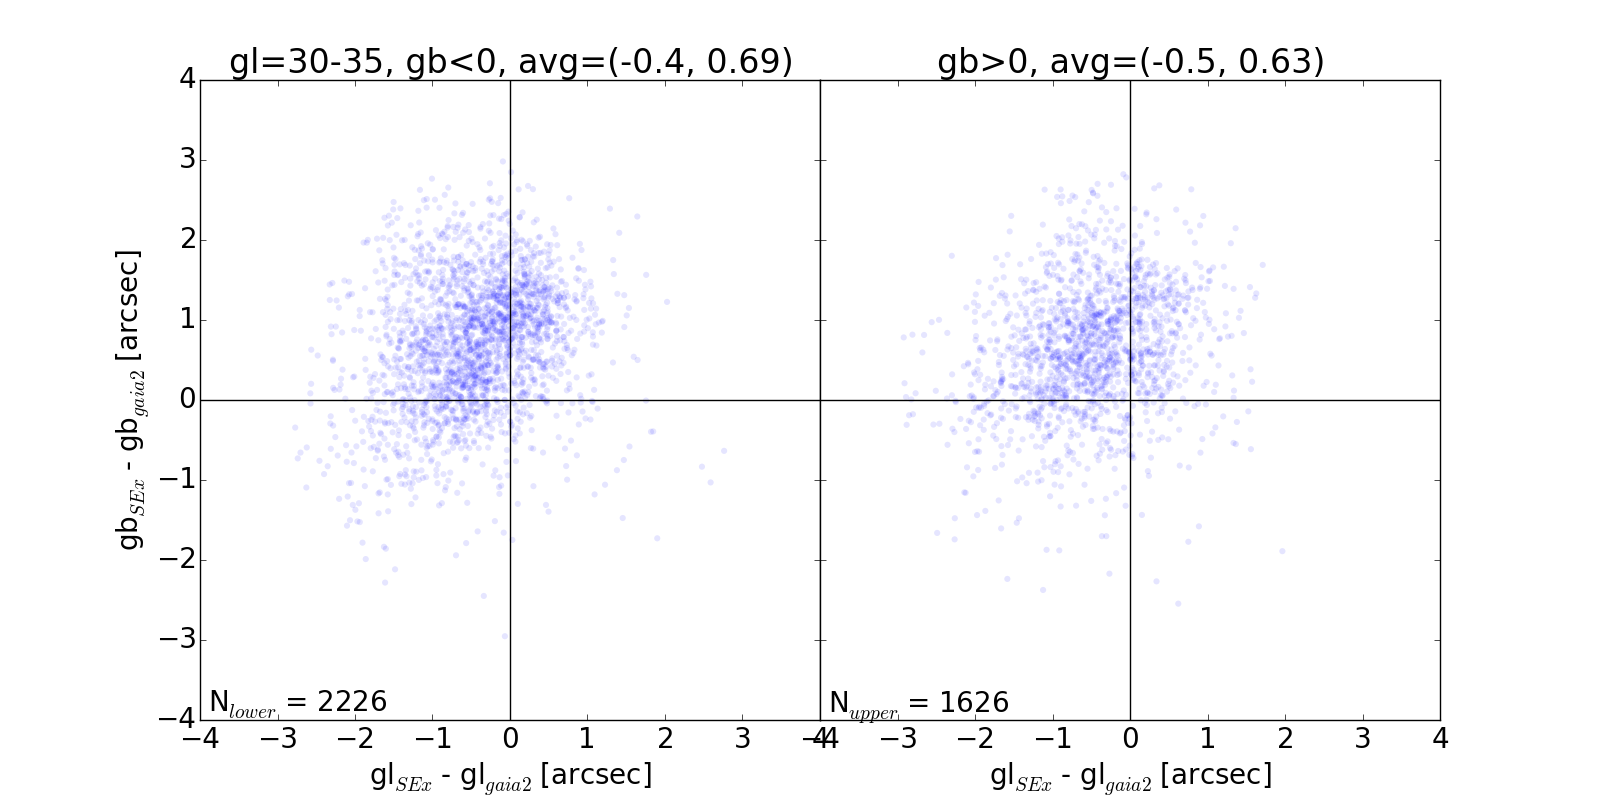 gl=30-35, gb<0, avg=(-0.4, 0.69)
gb>0, avg=(-0.5, 0.63)
4
3
2
1
0
−1
−2
−3
−4
gb_SEx - gb_gaia2 [arcsec]
N_lower = 2226
N_upper = 1626
−4 −3 −2 −1 0 1 2 3 4
−4 −3 −2 −1 0 1 2 3 4
gl_SEx - gl_gaia2 [arcsec]
gl_SEx - gl_gaia2 [arcsec]